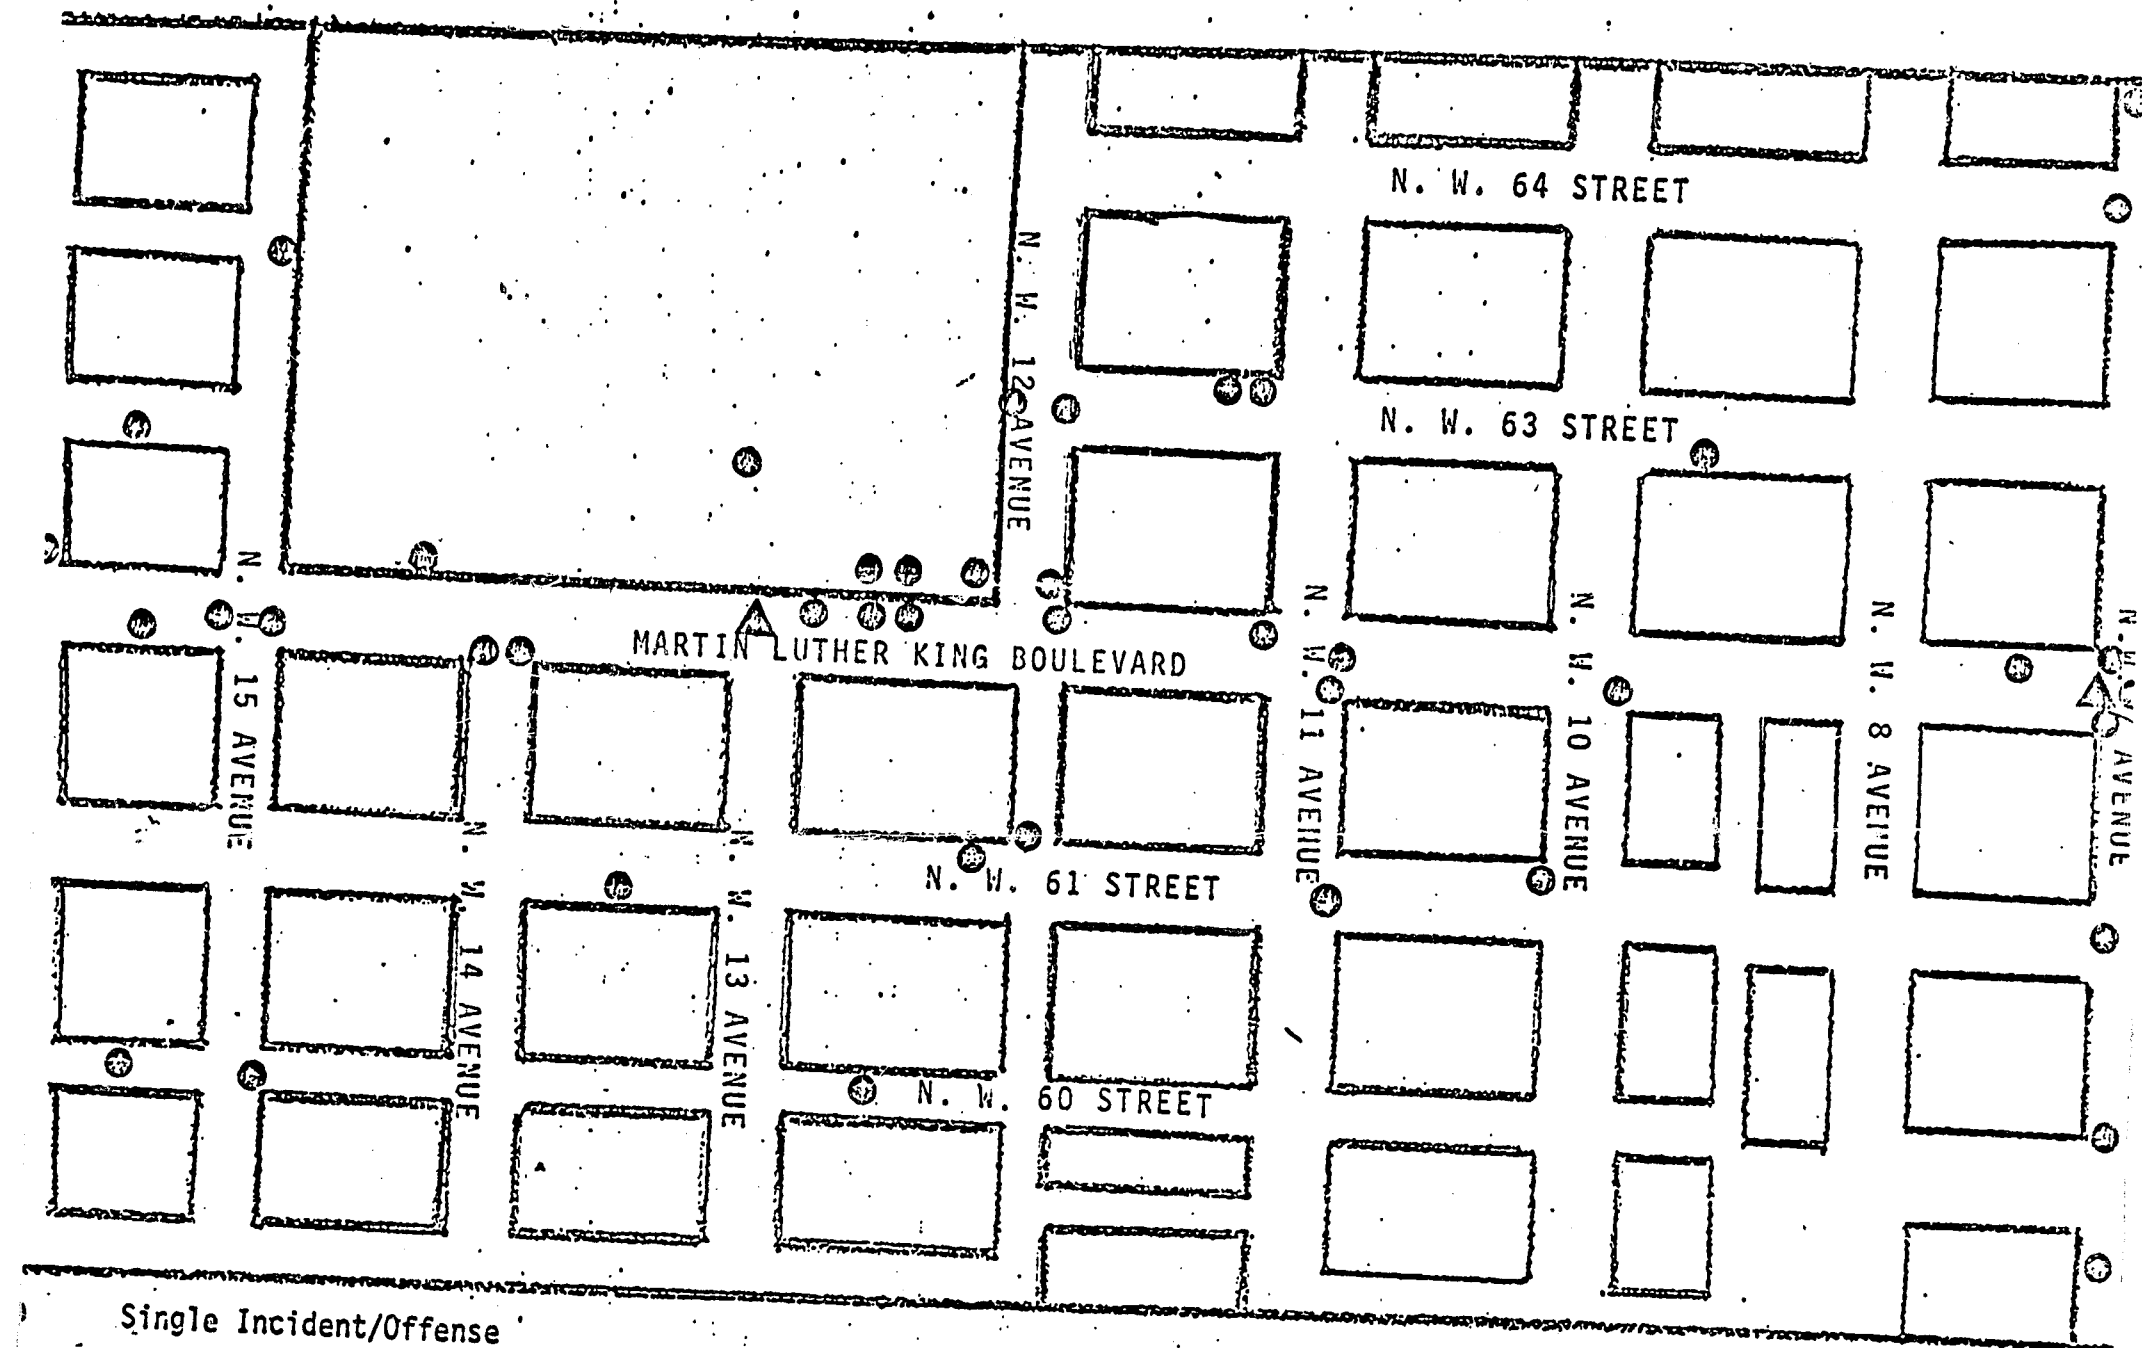 N. W. 64 STREET
N. W. 12 AVENUE
N. W. 63 STREET
MARTIN LUTHER KING BOULEVARD
N. W. 15 AVENUE
N. W. 14 AVENUE
N. W. 13 AVENUE
N. W. 11 AVENUE
N. W. 10 AVENUE
N. W. 8 AVENUE
N. W. AVENUE
N. W. 61 STREET
N. W. 60 STREET
Single Incident/Offense